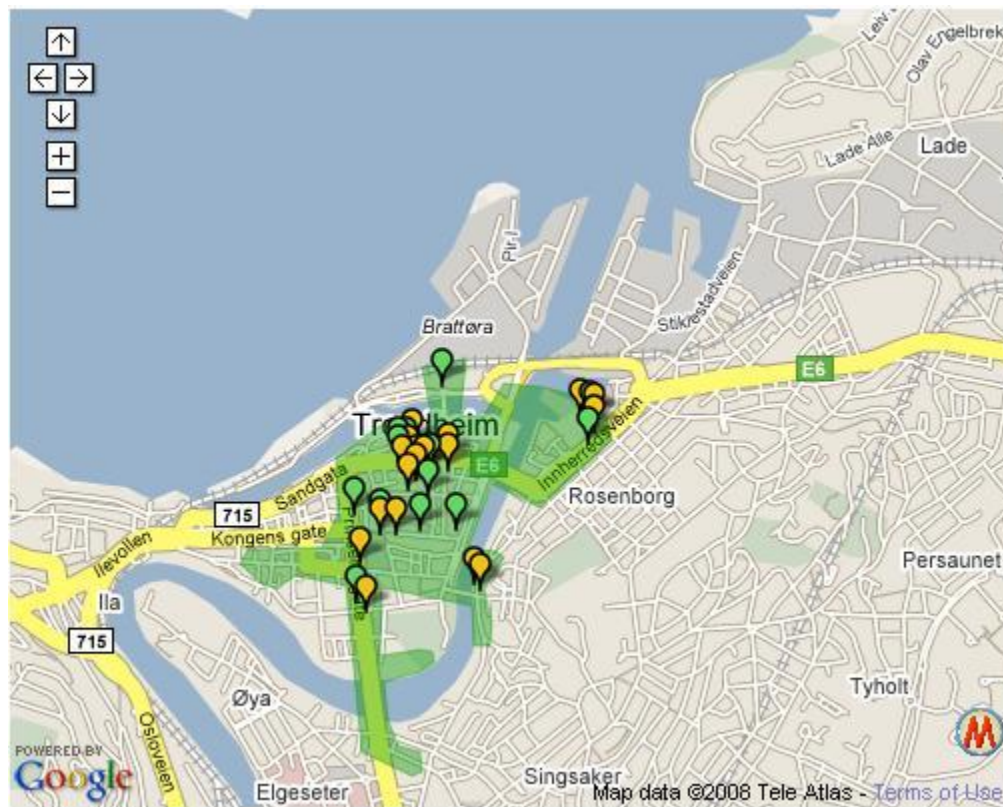 Leiv
Olav Engelbrek
Lade Alle
Lade
Pir I
Stiklestadveien
Brattøra
E6
Trondheim
Innherredsveien
E6
Rosenborg
Sandgata
715
Kongens gate
Ilevollen
Persaunet
Ila
715
Øya
Tyholt
Osloveien
POWERED BY
Google
Elgeseter
Singsaker
Map data ©2008 Tele Atlas - Terms of Use